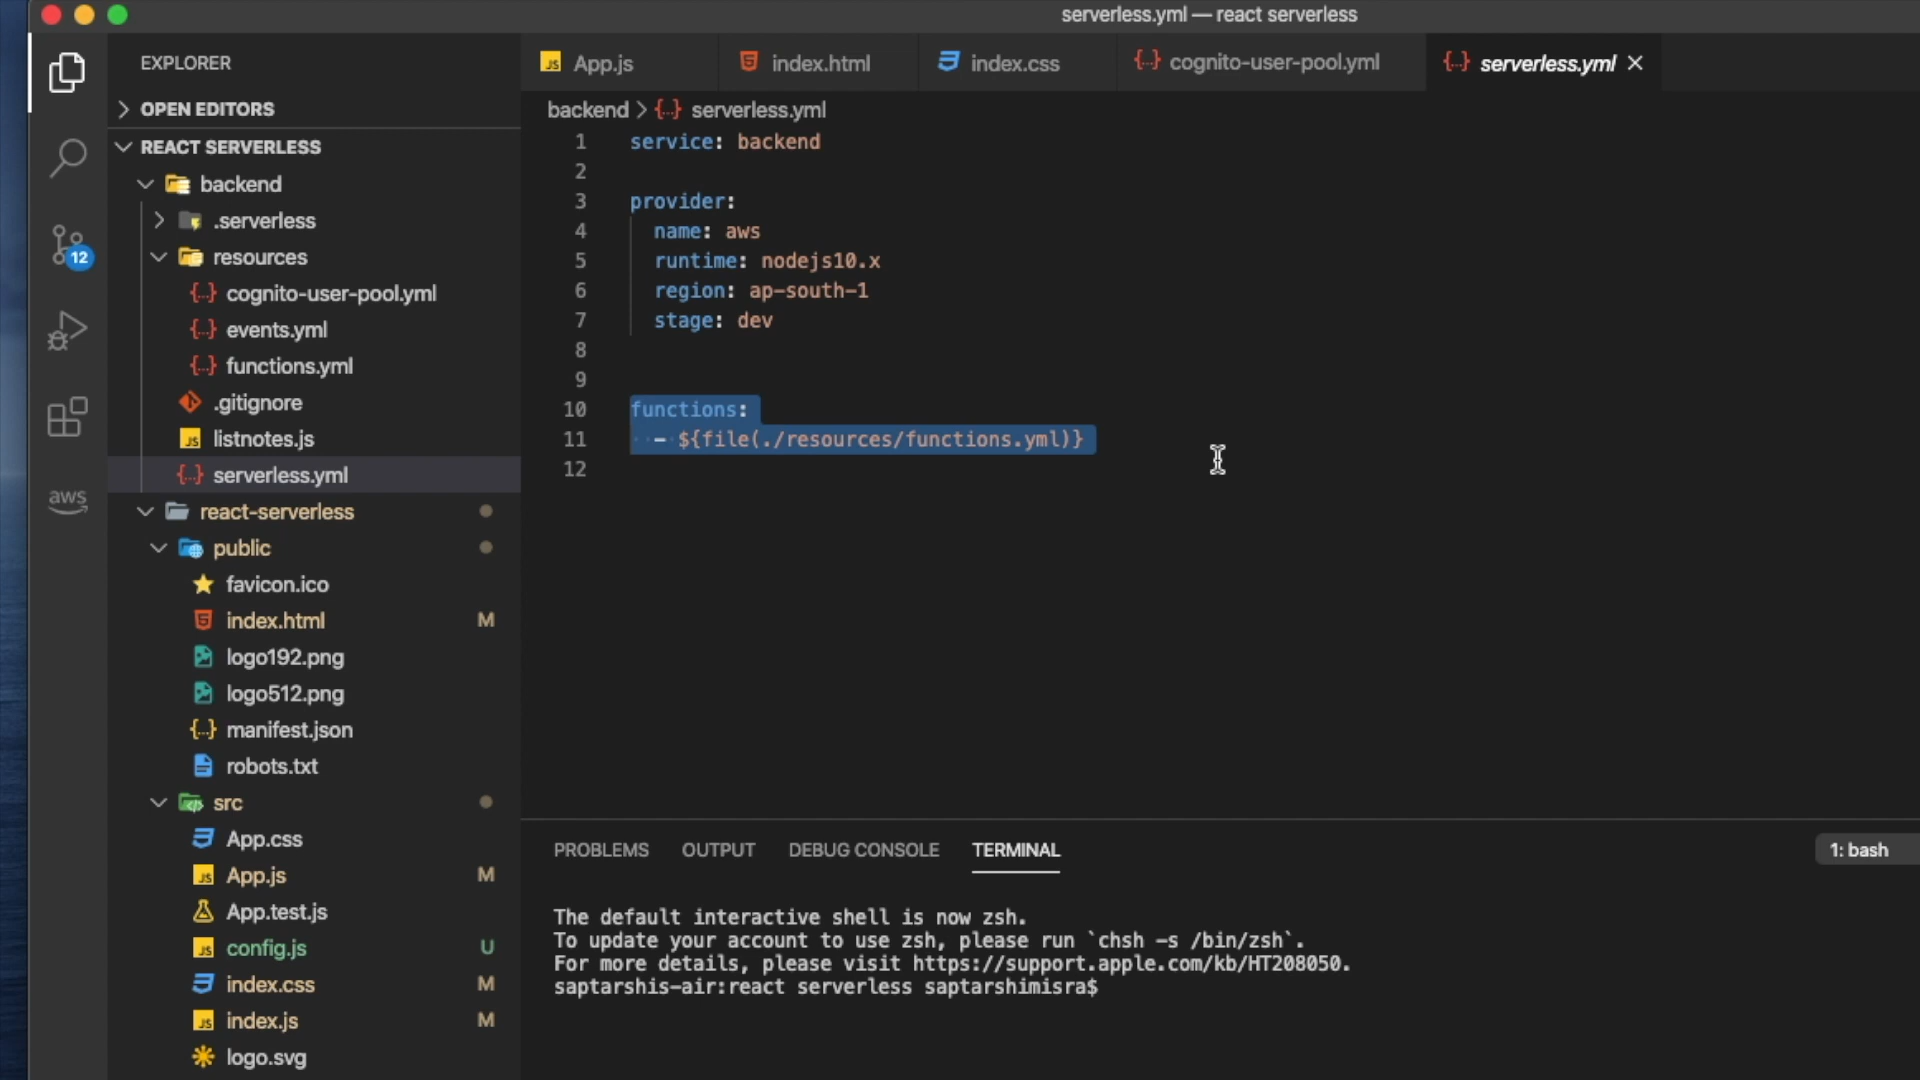 serverless.yml — react serverless
EXPLORER
OPEN EDITORS
REACT SERVERLESS
backend
.serverless
resources
cognito-user-pool.yml
events.yml
functions.yml
.gitignore
listnotes.js
serverless.yml
react-serverless
public
favicon.ico
index.html M
logo192.png
logo512.png
manifest.json
robots.txt
src
App.css
App.js M
App.test.js
config.js U
index.css M
index.js M
logo.svg
12
aws
App.js index.html index.css cognito-user-pool.yml serverless.yml
backend > serverless.yml
1 service: backend
2
3 provider:
4 name: aws
5 runtime: nodejs10.x
6 region: ap-south-1
7 stage: dev
8
9
10 functions:
11 - ${file(./resources/functions.yml)}
12
PROBLEMS OUTPUT DEBUG CONSOLE TERMINAL 1: bash
The default interactive shell is now zsh.
To update your account to use zsh, please run `chsh -s /bin/zsh`.
For more details, please visit https://support.apple.com/kb/HT208050.
saptarshis-air:react serverless saptarshimisra$